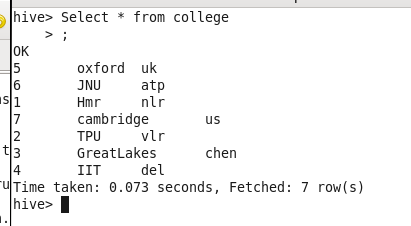 hive> Select * from college
    > ;
OK
5       oxford  uk
6       JNU     atp
1       Hmr     nlr
7       cambridge       us
2       TPU     vlr
3       GreatLakes      chen
4       IIT     del
Time taken: 0.073 seconds, Fetched: 7 row(s)
hive>